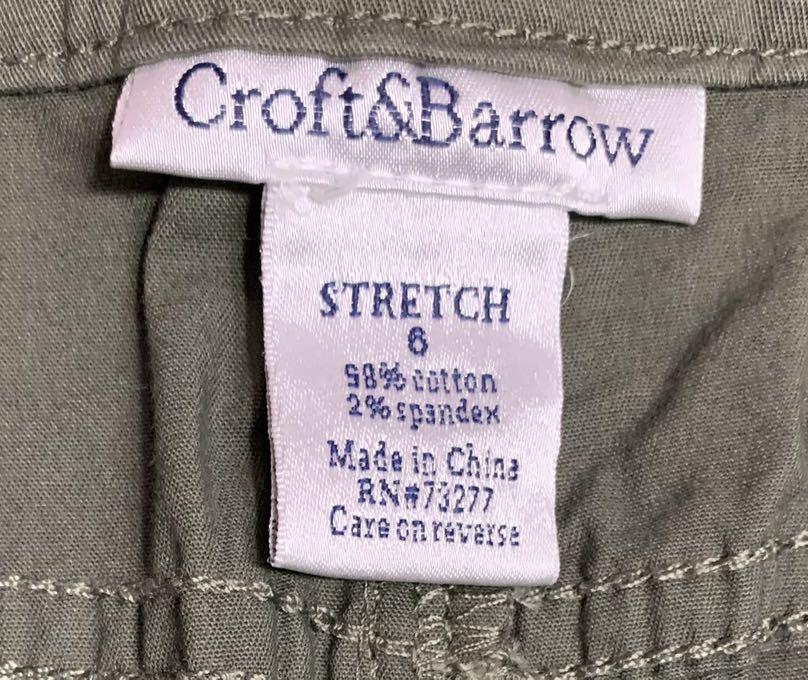 Croft&Barrow
STRETCH
6
98% cotton
2% spandex
Made in China
RN#73277
Care on reverse